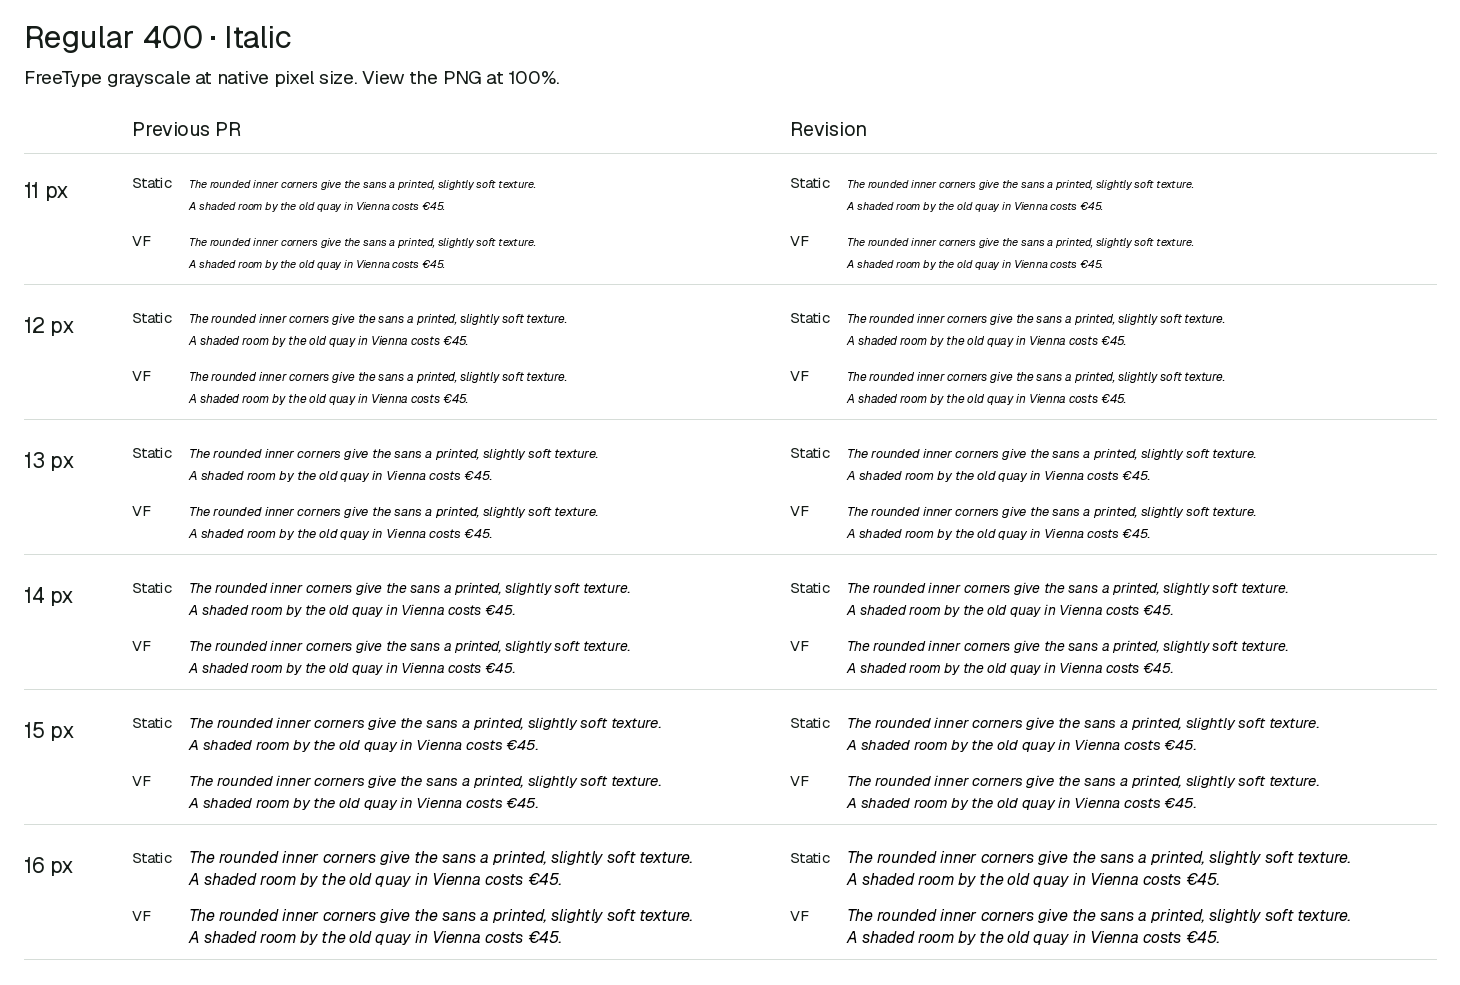 Regular 400 · Italic
FreeType grayscale at native pixel size. View the PNG at 100%.
Previous PR Revision
11 px Static The rounded inner corners give the sans a printed, slightly soft texture. Static The rounded inner corners give the sans a printed, slightly soft texture.
A shaded room by the old quay in Vienna costs €45. A shaded room by the old quay in Vienna costs €45.
VF The rounded inner corners give the sans a printed, slightly soft texture. VF The rounded inner corners give the sans a printed, slightly soft texture.
A shaded room by the old quay in Vienna costs €45. A shaded room by the old quay in Vienna costs €45.
12 px Static The rounded inner corners give the sans a printed, slightly soft texture. Static The rounded inner corners give the sans a printed, slightly soft texture.
A shaded room by the old quay in Vienna costs €45. A shaded room by the old quay in Vienna costs €45.
VF The rounded inner corners give the sans a printed, slightly soft texture. VF The rounded inner corners give the sans a printed, slightly soft texture.
A shaded room by the old quay in Vienna costs €45. A shaded room by the old quay in Vienna costs €45.
13 px Static The rounded inner corners give the sans a printed, slightly soft texture. Static The rounded inner corners give the sans a printed, slightly soft texture.
A shaded room by the old quay in Vienna costs €45. A shaded room by the old quay in Vienna costs €45.
VF The rounded inner corners give the sans a printed, slightly soft texture. VF The rounded inner corners give the sans a printed, slightly soft texture.
A shaded room by the old quay in Vienna costs €45. A shaded room by the old quay in Vienna costs €45.
14 px Static The rounded inner corners give the sans a printed, slightly soft texture. Static The rounded inner corners give the sans a printed, slightly soft texture.
A shaded room by the old quay in Vienna costs €45. A shaded room by the old quay in Vienna costs €45.
VF The rounded inner corners give the sans a printed, slightly soft texture. VF The rounded inner corners give the sans a printed, slightly soft texture.
A shaded room by the old quay in Vienna costs €45. A shaded room by the old quay in Vienna costs €45.
15 px Static The rounded inner corners give the sans a printed, slightly soft texture. Static The rounded inner corners give the sans a printed, slightly soft texture.
A shaded room by the old quay in Vienna costs €45. A shaded room by the old quay in Vienna costs €45.
VF The rounded inner corners give the sans a printed, slightly soft texture. VF The rounded inner corners give the sans a printed, slightly soft texture.
A shaded room by the old quay in Vienna costs €45. A shaded room by the old quay in Vienna costs €45.
16 px Static The rounded inner corners give the sans a printed, slightly soft texture. Static The rounded inner corners give the sans a printed, slightly soft texture.
A shaded room by the old quay in Vienna costs €45. A shaded room by the old quay in Vienna costs €45.
VF The rounded inner corners give the sans a printed, slightly soft texture. VF The rounded inner corners give the sans a printed, slightly soft texture.
A shaded room by the old quay in Vienna costs €45. A shaded room by the old quay in Vienna costs €45.